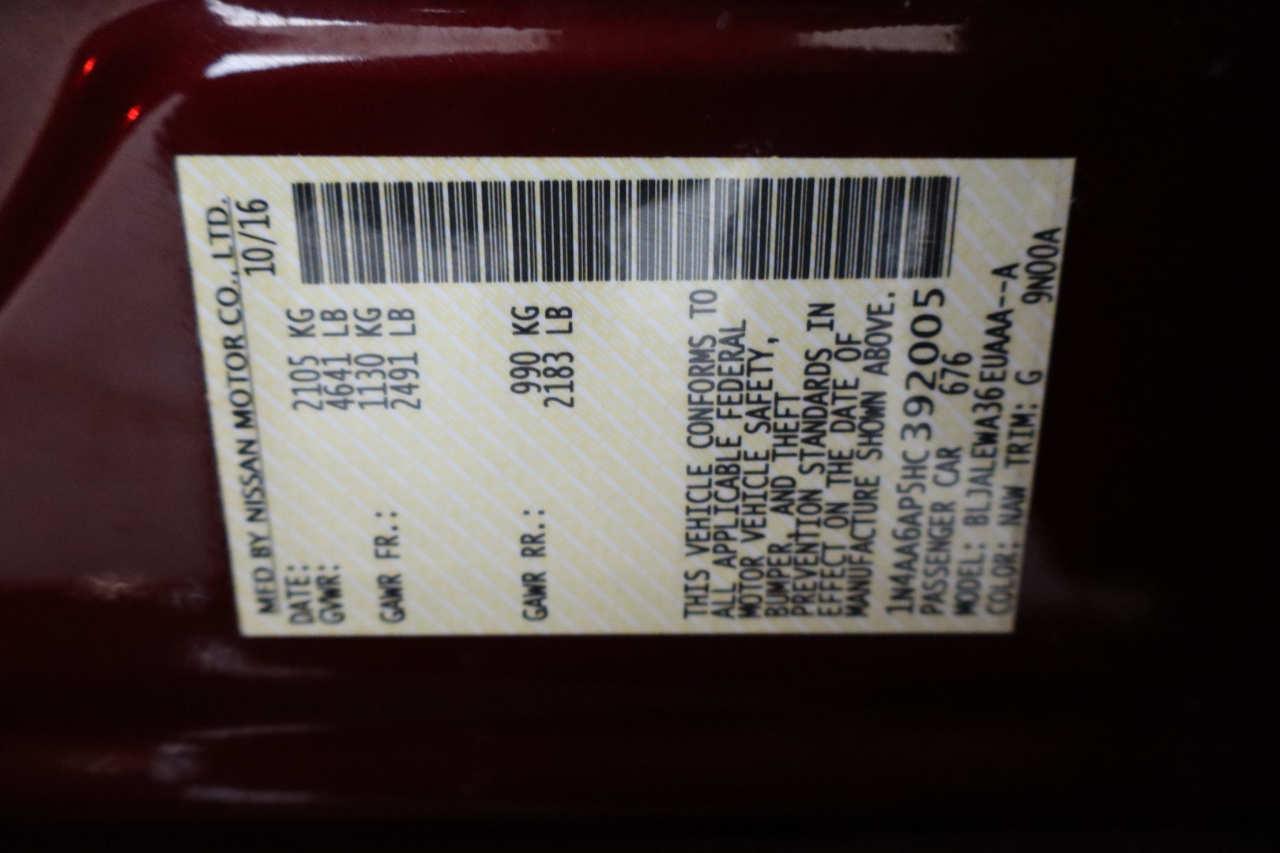 MFD BY NISSAN MOTOR CO., LTD.
DATE: 10/16
GVWR: 2105 KG
4641 LB
GAWR FR.: 1130 KG
2491 LB
GAWR RR.: 990 KG
2183 LB
THIS VEHICLE CONFORMS TO
ALL APPLICABLE FEDERAL
MOTOR VEHICLE SAFETY,
BUMPER, AND THEFT
PREVENTION STANDARDS IN
EFFECT ON THE DATE OF
MANUFACTURE SHOWN ABOVE.
1N4AA6AP5HC392005
PASSENGER CAR 676
MODEL: BLJALEWA36EUAAA--A
COLOR: NAW TRIM: G 9N00A